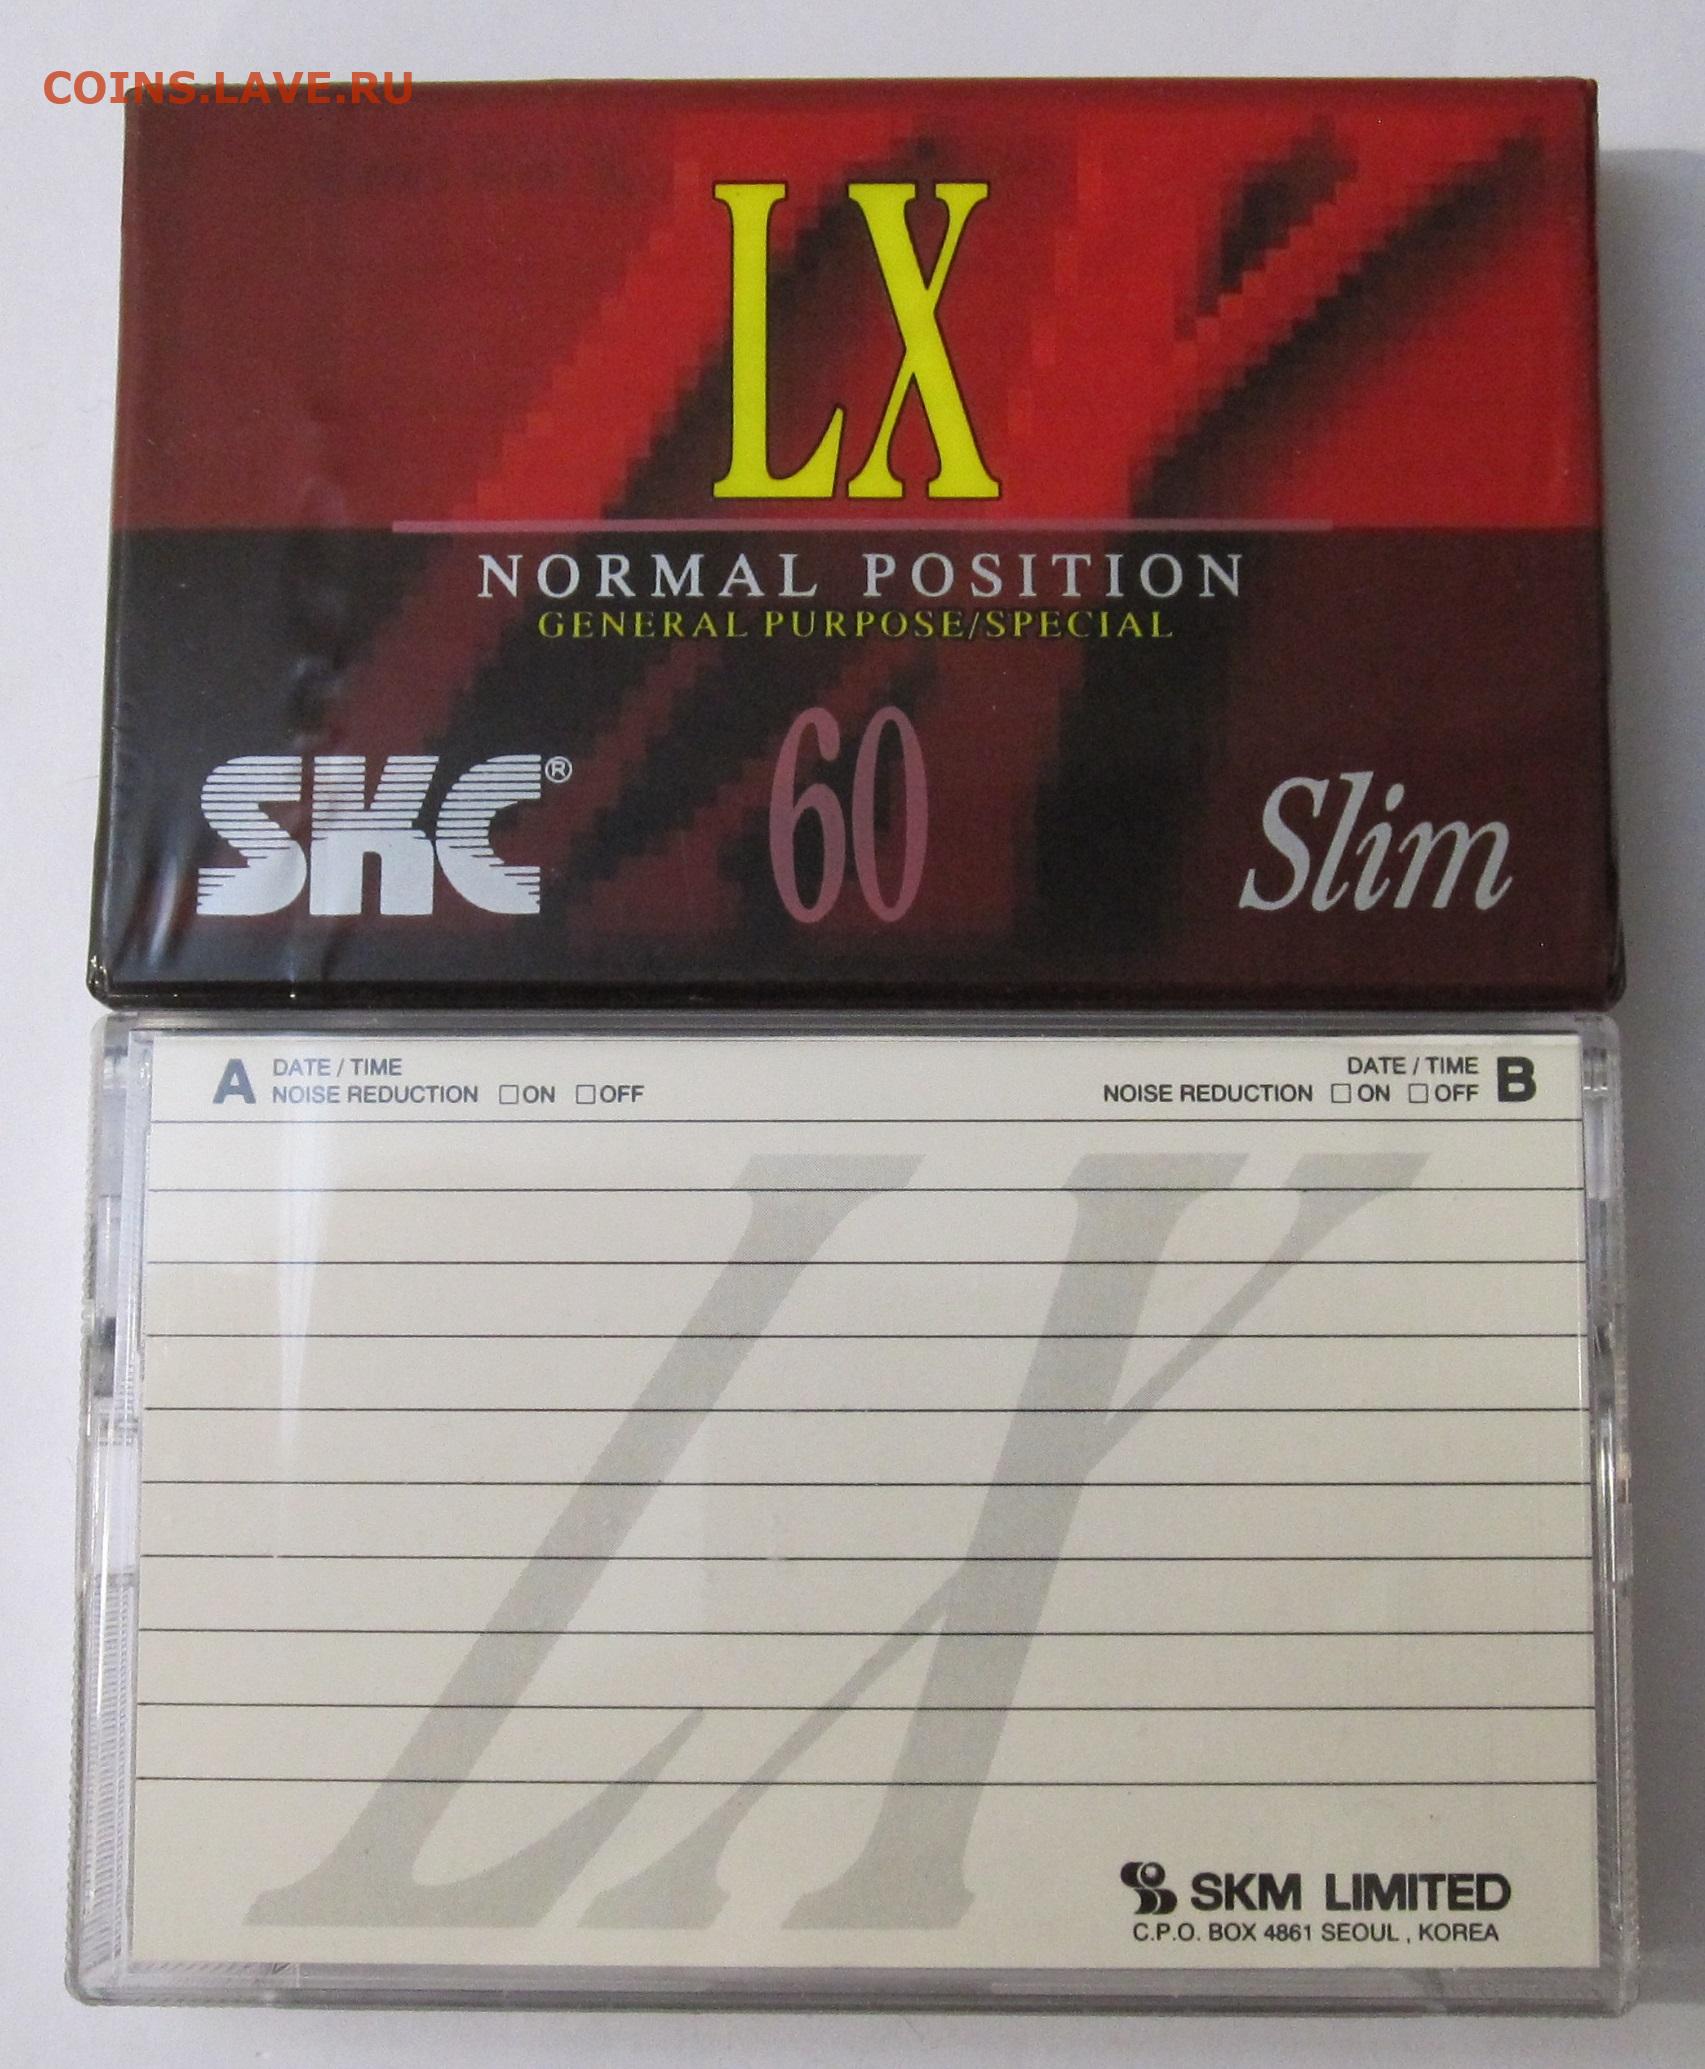 COINS.LAVE.RU
LX
NORMAL POSITION
GENERAL PURPOSE/SPECIAL
SKC®
60
Slim
A DATE / TIME
NOISE REDUCTION □ON □OFF
DATE / TIME B
NOISE REDUCTION □ON □OFF
LX
SKM LIMITED
C.P.O. BOX 4861 SEOUL, KOREA